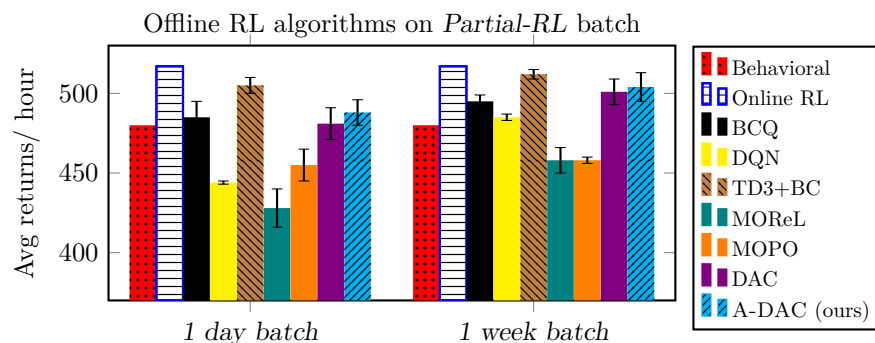 Offline RL algorithms on Partial-RL batch
Avg returns/ hour
500
450
400
1 day batch
1 week batch
Behavioral
Online RL
BCQ
DQN
TD3+BC
MOReL
MOPO
DAC
A-DAC (ours)